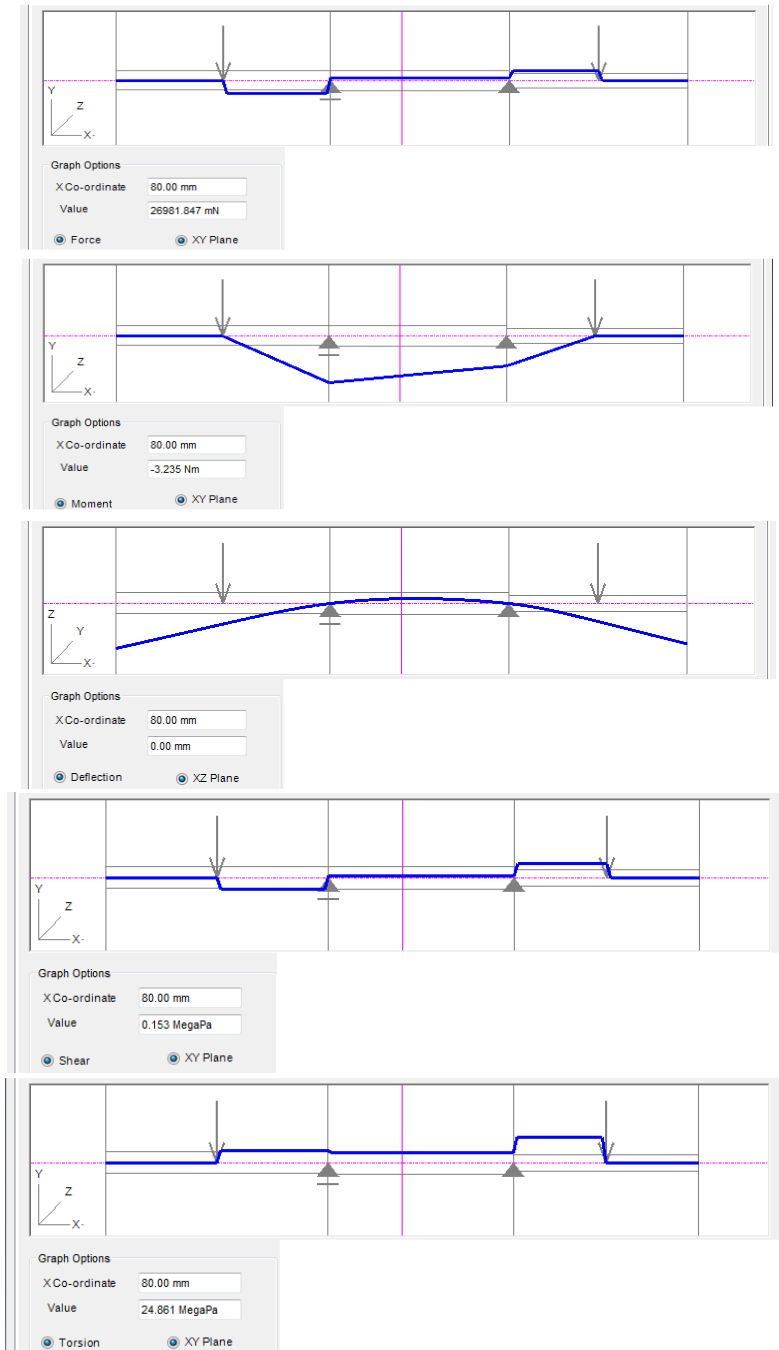 Y
Z
X-
Graph Options
X Co-ordinate 80.00 mm
Value 26981.847 mN
Force XY Plane
Y
Z
X-
Graph Options
X Co-ordinate 80.00 mm
Value -3.235 Nm
Moment XY Plane
Z
Y
X-
Graph Options
X Co-ordinate 80.00 mm
Value 0.00 mm
Deflection XZ Plane
Y
Z
X-
Graph Options
X Co-ordinate 80.00 mm
Value 0.153 MegaPa
Shear XY Plane
Y
Z
X-
Graph Options
X Co-ordinate 80.00 mm
Value 24.861 MegaPa
Torsion XY Plane